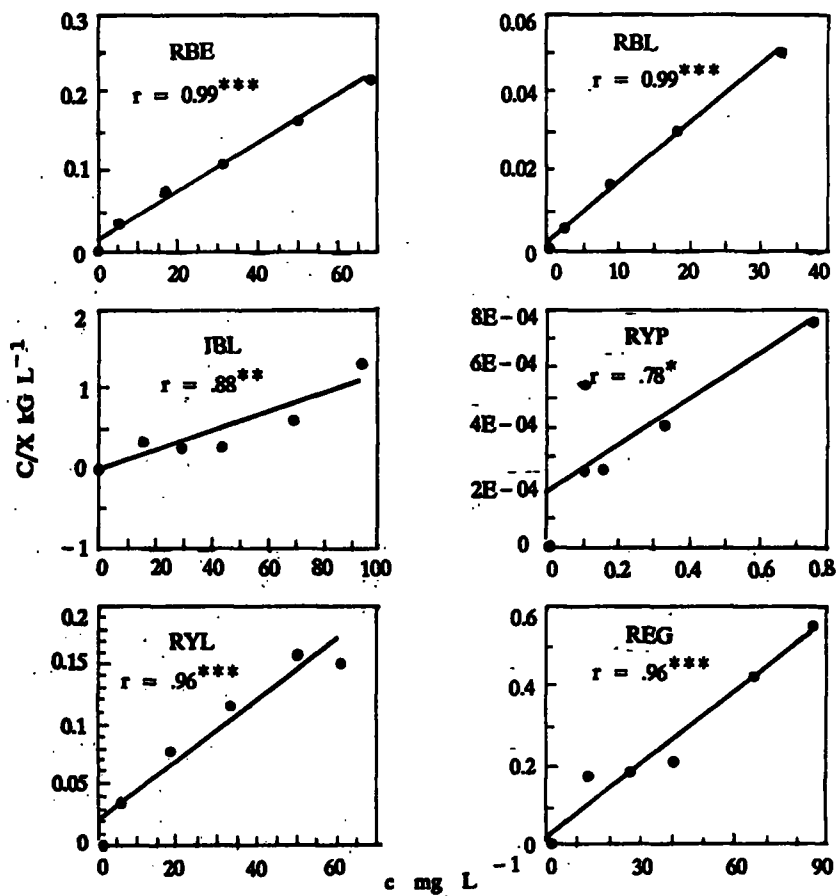 0.3
0.2
0.1
0
RBE
r = 0.99***
0 20 40 60
0.06
0.04
0.02
0
RBL
r = 0.99***
0 10 20 30 40
C/X kG L⁻¹
2
1
0
-1
JBL
r = .88**
0 20 40 60 80 100
8E-04
6E-04
4E-04
2E-04
0
RYP
r = .78*
0 0.2 0.4 0.6 0.8
0.2
0.15
0.1
0.05
0
RYL
r = .96***
0 20 40 60
0.6
0.4
0.2
0
REG
r = .96***
0 30 60 90
c mg L⁻¹